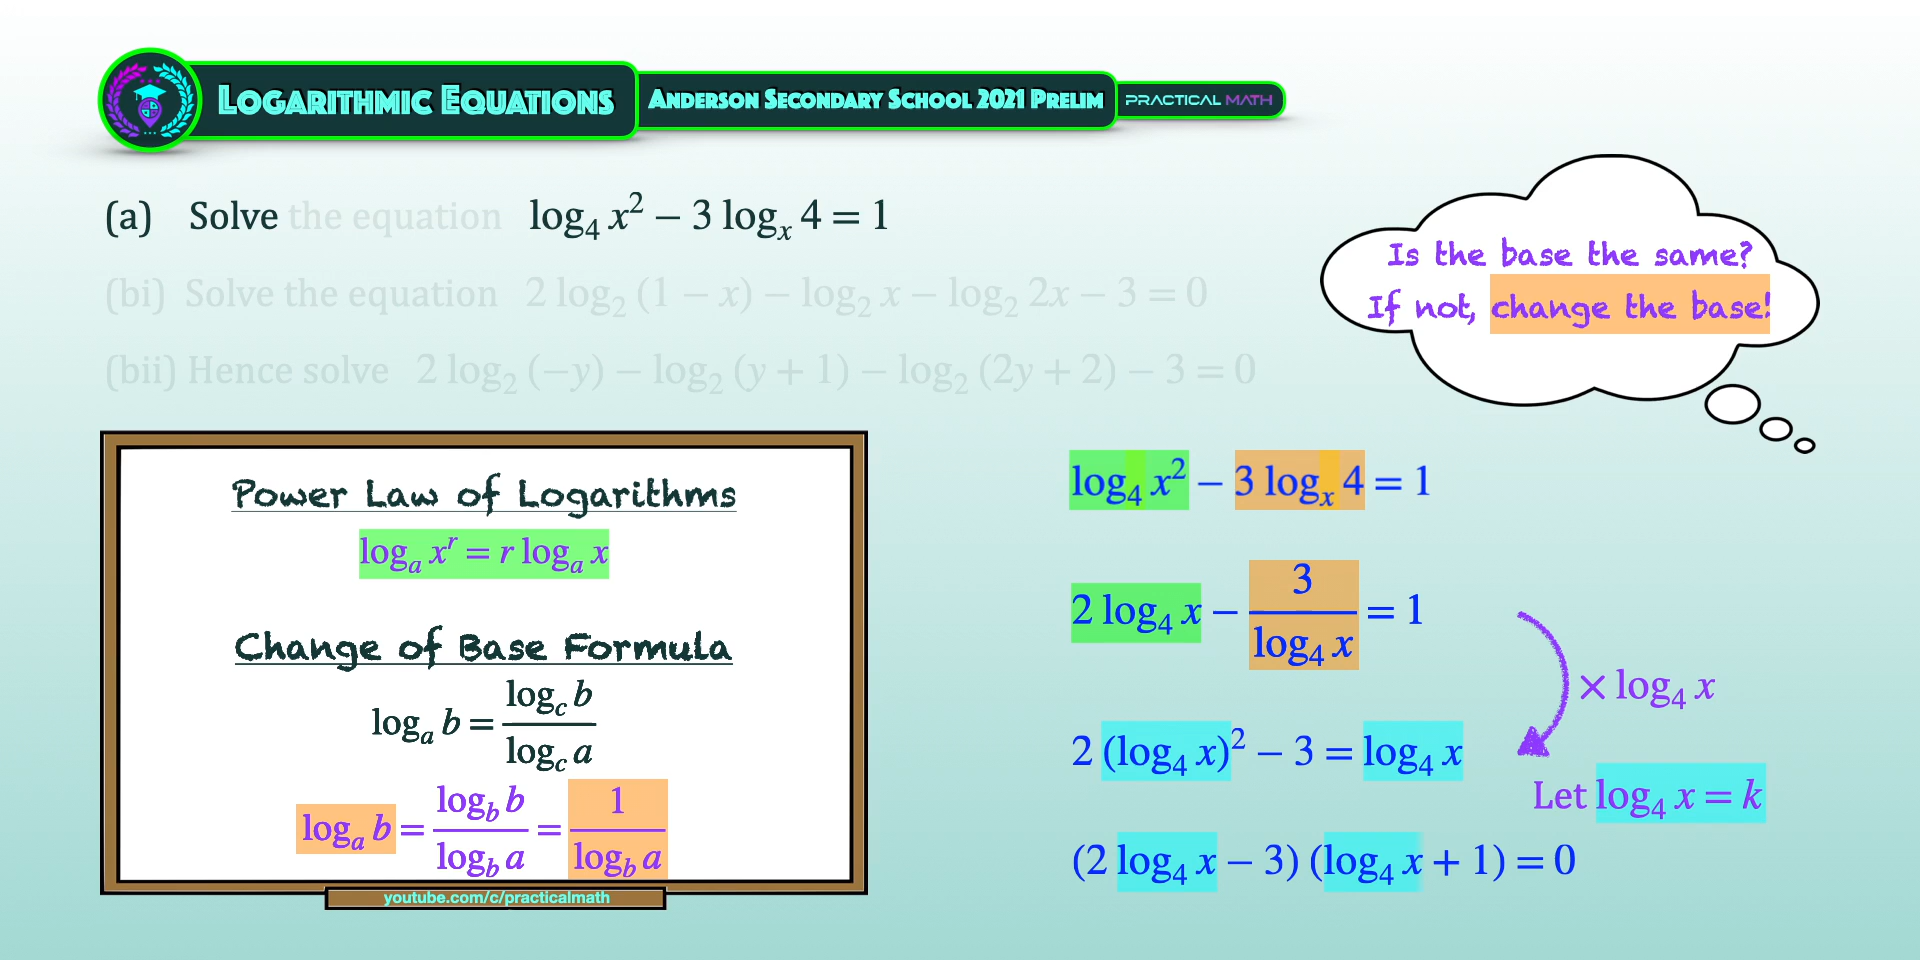 LOGARITHMIC EQUATIONS
ANDERSON SECONDARY SCHOOL 2021 PRELIM
PRACTICAL MATH
(a) Solve the equation log₄ x² − 3 logₓ 4 = 1
(bi) Solve the equation 2 log₂ (1 − x) − log₂ x − log₂ 2x − 3 = 0
(bii) Hence solve 2 log₂ (−y) − log₂ (y + 1) − log₂ (2y + 2) − 3 = 0
Is the base the same?
If not, change the base!
Power Law of Logarithms
log_a x^r = r log_a x
Change of Base Formula
log_a b = (log_c b)/(log_c a)
log_a b = (log_b b)/(log_b a) = 1/(log_b a)
youtube.com/c/practicalmath
log₄ x² − 3 logₓ 4 = 1
2 log₄ x − 3/(log₄ x) = 1
× log₄ x
2 (log₄ x)² − 3 = log₄ x
Let log₄ x = k
(2 log₄ x − 3) (log₄ x + 1) = 0